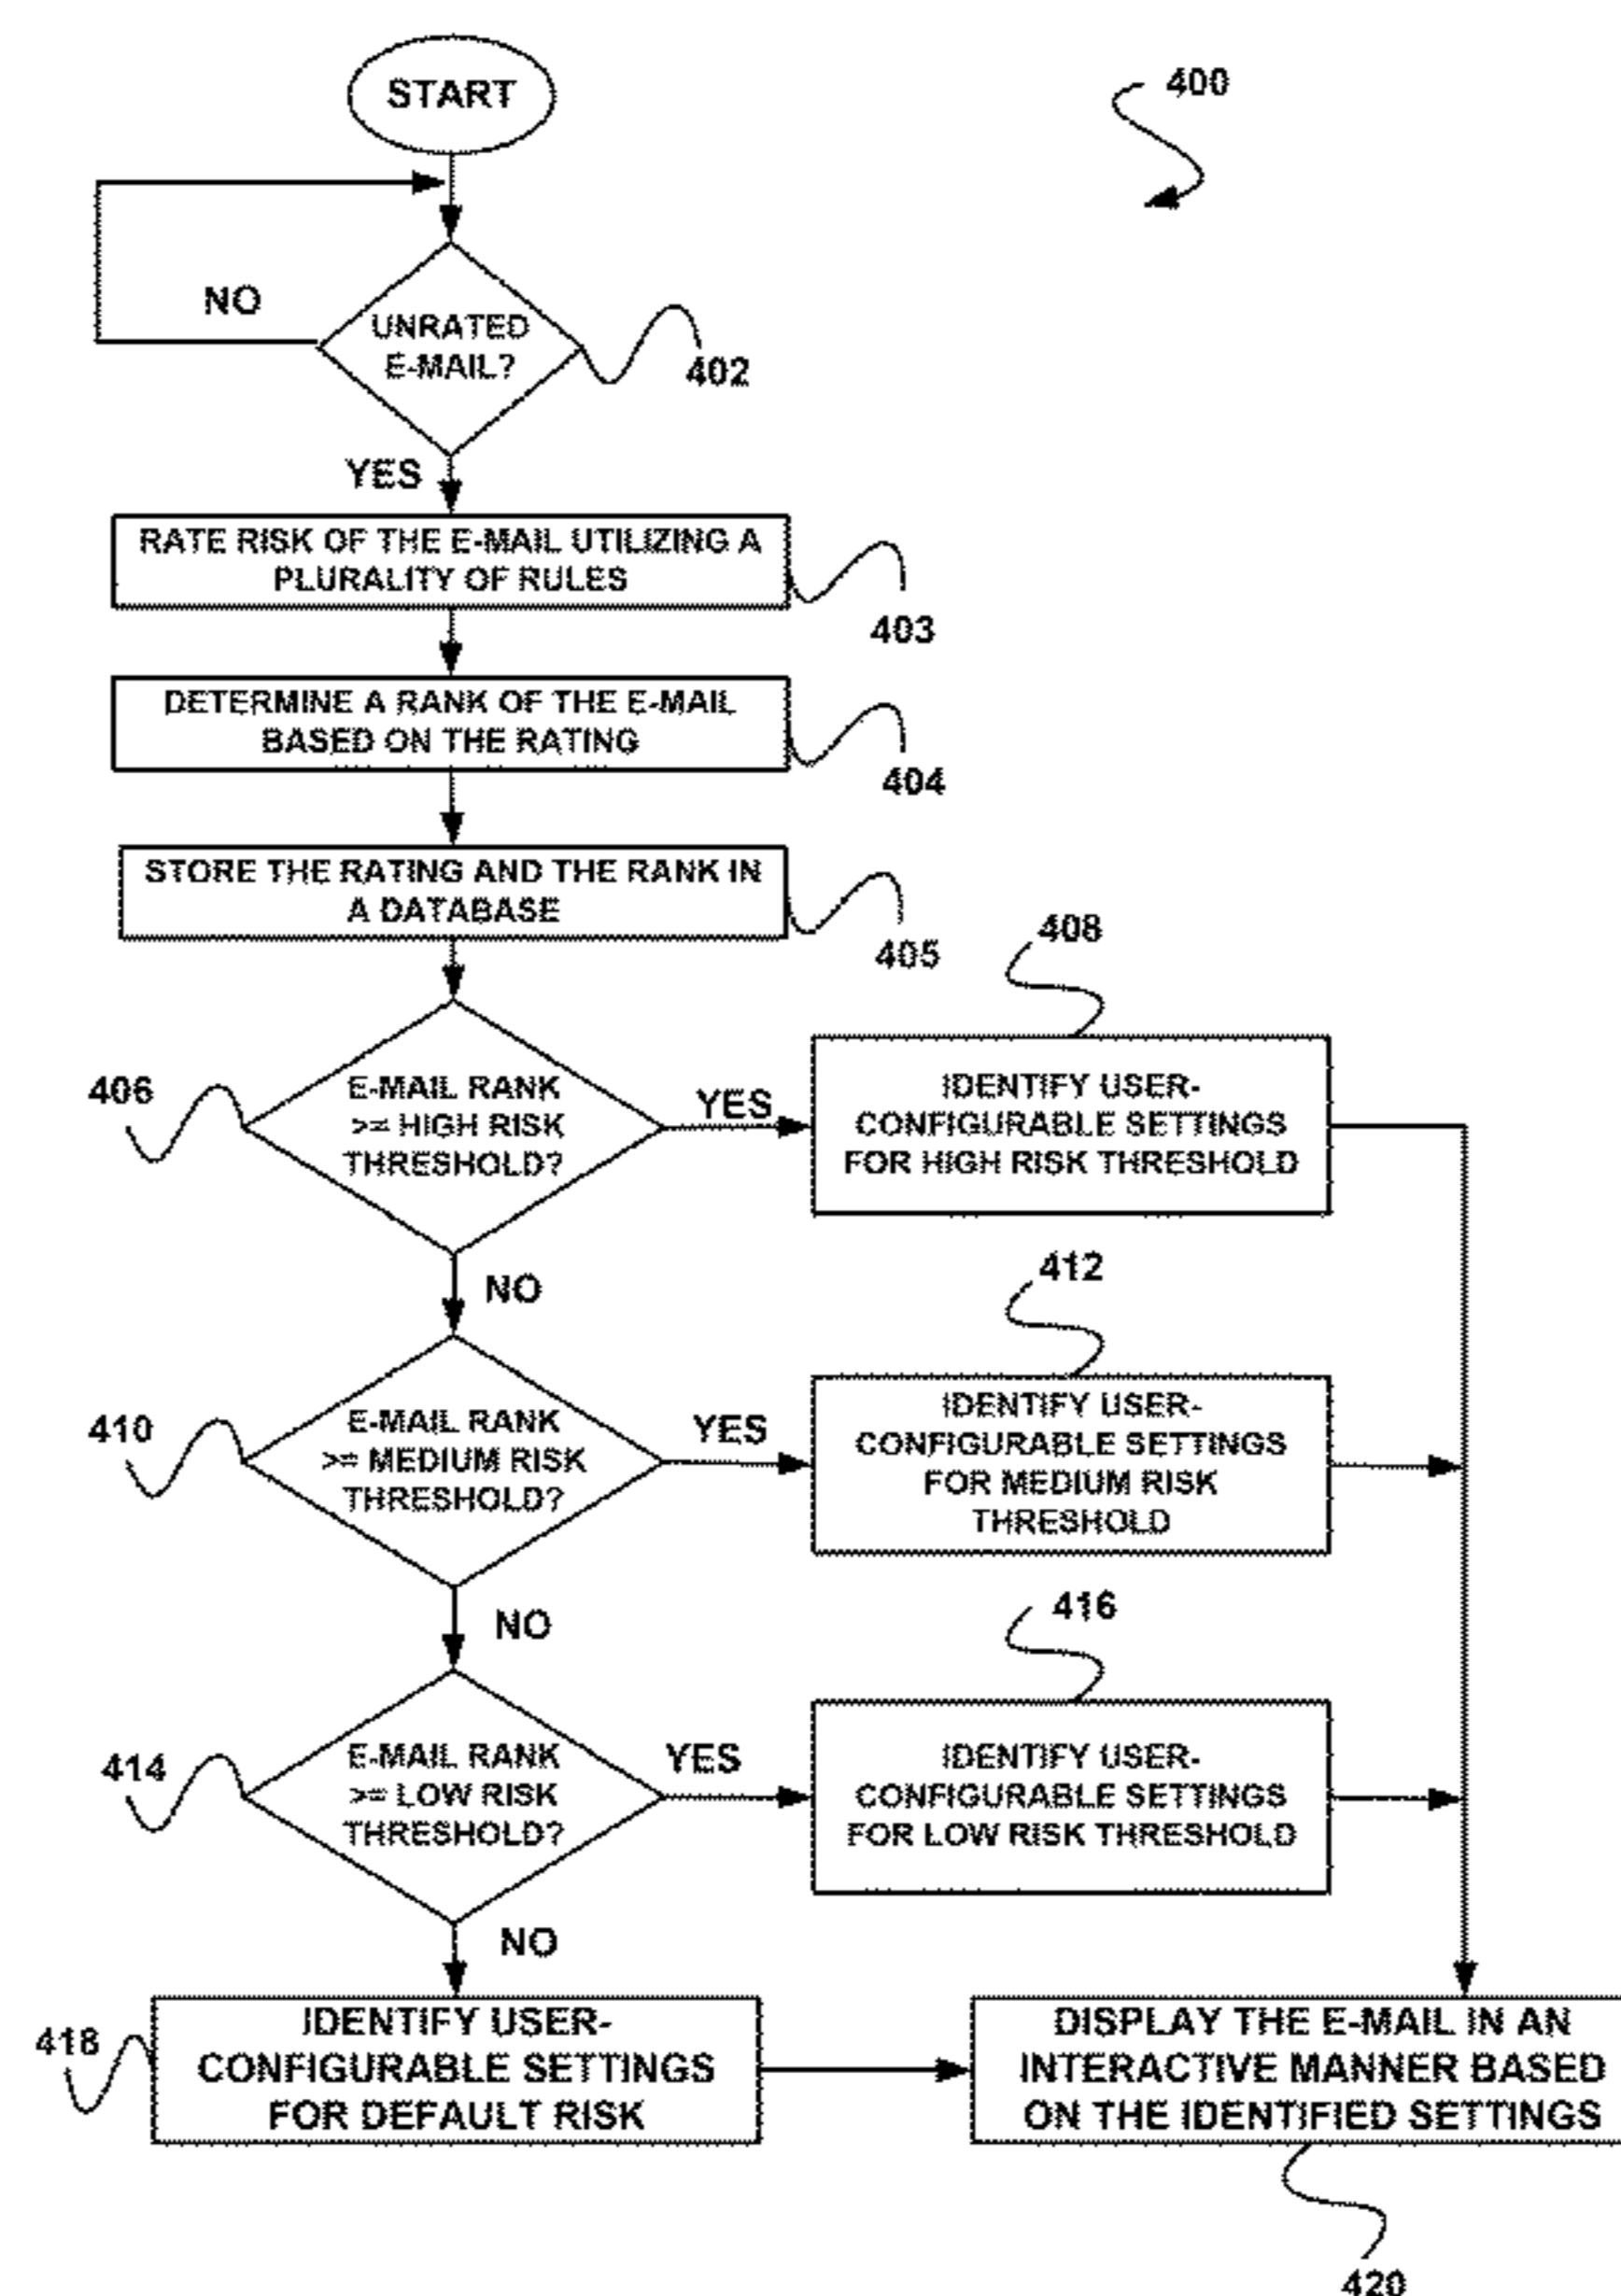 START
400
NO
UNRATED
E-MAIL?
402
YES
RATE RISK OF THE E-MAIL UTILIZING A
PLURALITY OF RULES
403
DETERMINE A RANK OF THE E-MAIL
BASED ON THE RATING
404
STORE THE RATING AND THE RANK IN
A DATABASE
405
408
406
E-MAIL RANK
>= HIGH RISK
THRESHOLD?
YES
IDENTIFY USER-
CONFIGURABLE SETTINGS
FOR HIGH RISK THRESHOLD
NO
412
410
E-MAIL RANK
>= MEDIUM RISK
THRESHOLD?
YES
IDENTIFY USER-
CONFIGURABLE SETTINGS
FOR MEDIUM RISK
THRESHOLD
NO
416
414
E-MAIL RANK
>= LOW RISK
THRESHOLD?
YES
IDENTIFY USER-
CONFIGURABLE SETTINGS
FOR LOW RISK THRESHOLD
NO
418
IDENTIFY USER-
CONFIGURABLE SETTINGS
FOR DEFAULT RISK
DISPLAY THE E-MAIL IN AN
INTERACTIVE MANNER BASED
ON THE IDENTIFIED SETTINGS
420